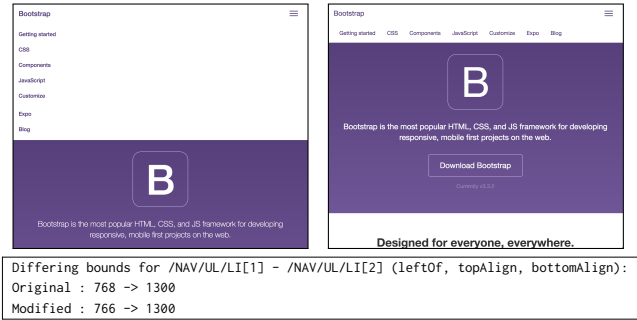 Bootstrap
Getting started
CSS
Components
JavaScript
Customize
Expo
Blog
B
Bootstrap is the most popular HTML, CSS, and JS framework for developing
responsive, mobile first projects on the web.
Bootstrap
Getting started CSS Components JavaScript Customize Expo Blog
B
Bootstrap is the most popular HTML, CSS, and JS framework for developing
responsive, mobile first projects on the web.
Download Bootstrap
Currently v3.3.2
Designed for everyone, everywhere.
Differing bounds for /NAV/UL/LI[1] – /NAV/UL/LI[2] (leftOf, topAlign, bottomAlign):
Original : 768 -> 1300
Modified : 766 -> 1300